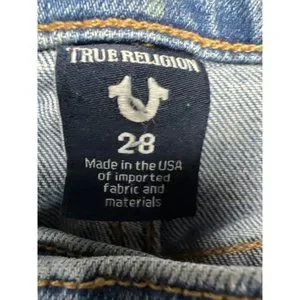 TRUE RELIGION
28
Made in the USA
of imported
fabric and
materials